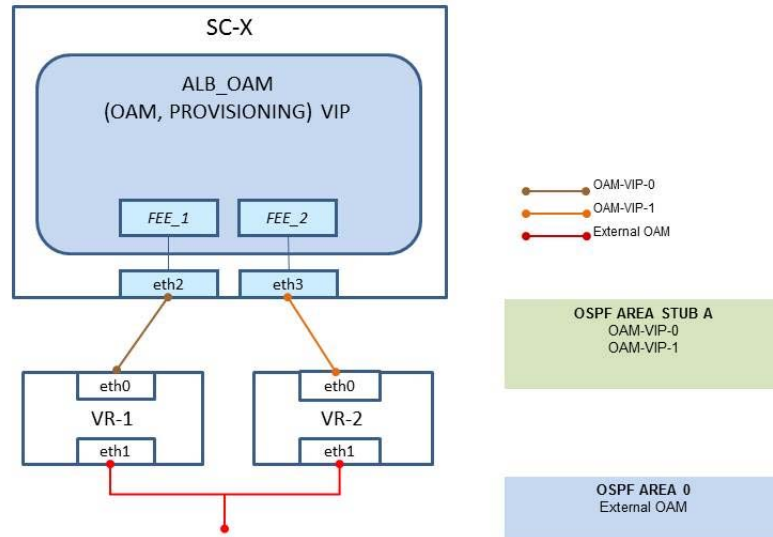 SC-X
ALB_OAM
(OAM, PROVISIONING) VIP
FEE_1
FEE_2
eth2
eth3
OAM-VIP-0
OAM-VIP-1
External OAM
eth0
VR-1
eth1
eth0
VR-2
eth1
OSPF AREA STUB A
OAM-VIP-0
OAM-VIP-1
OSPF AREA 0
External OAM